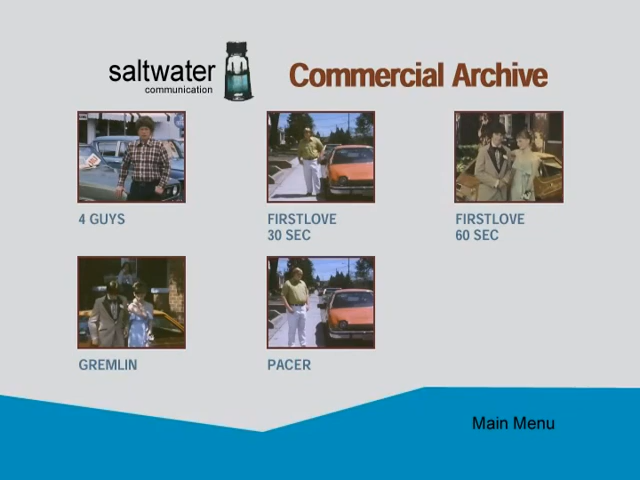 saltwater
communication
Commercial Archive
4 GUYS
FIRSTLOVE
30 SEC
FIRSTLOVE
60 SEC
GREMLIN
PACER
Main Menu